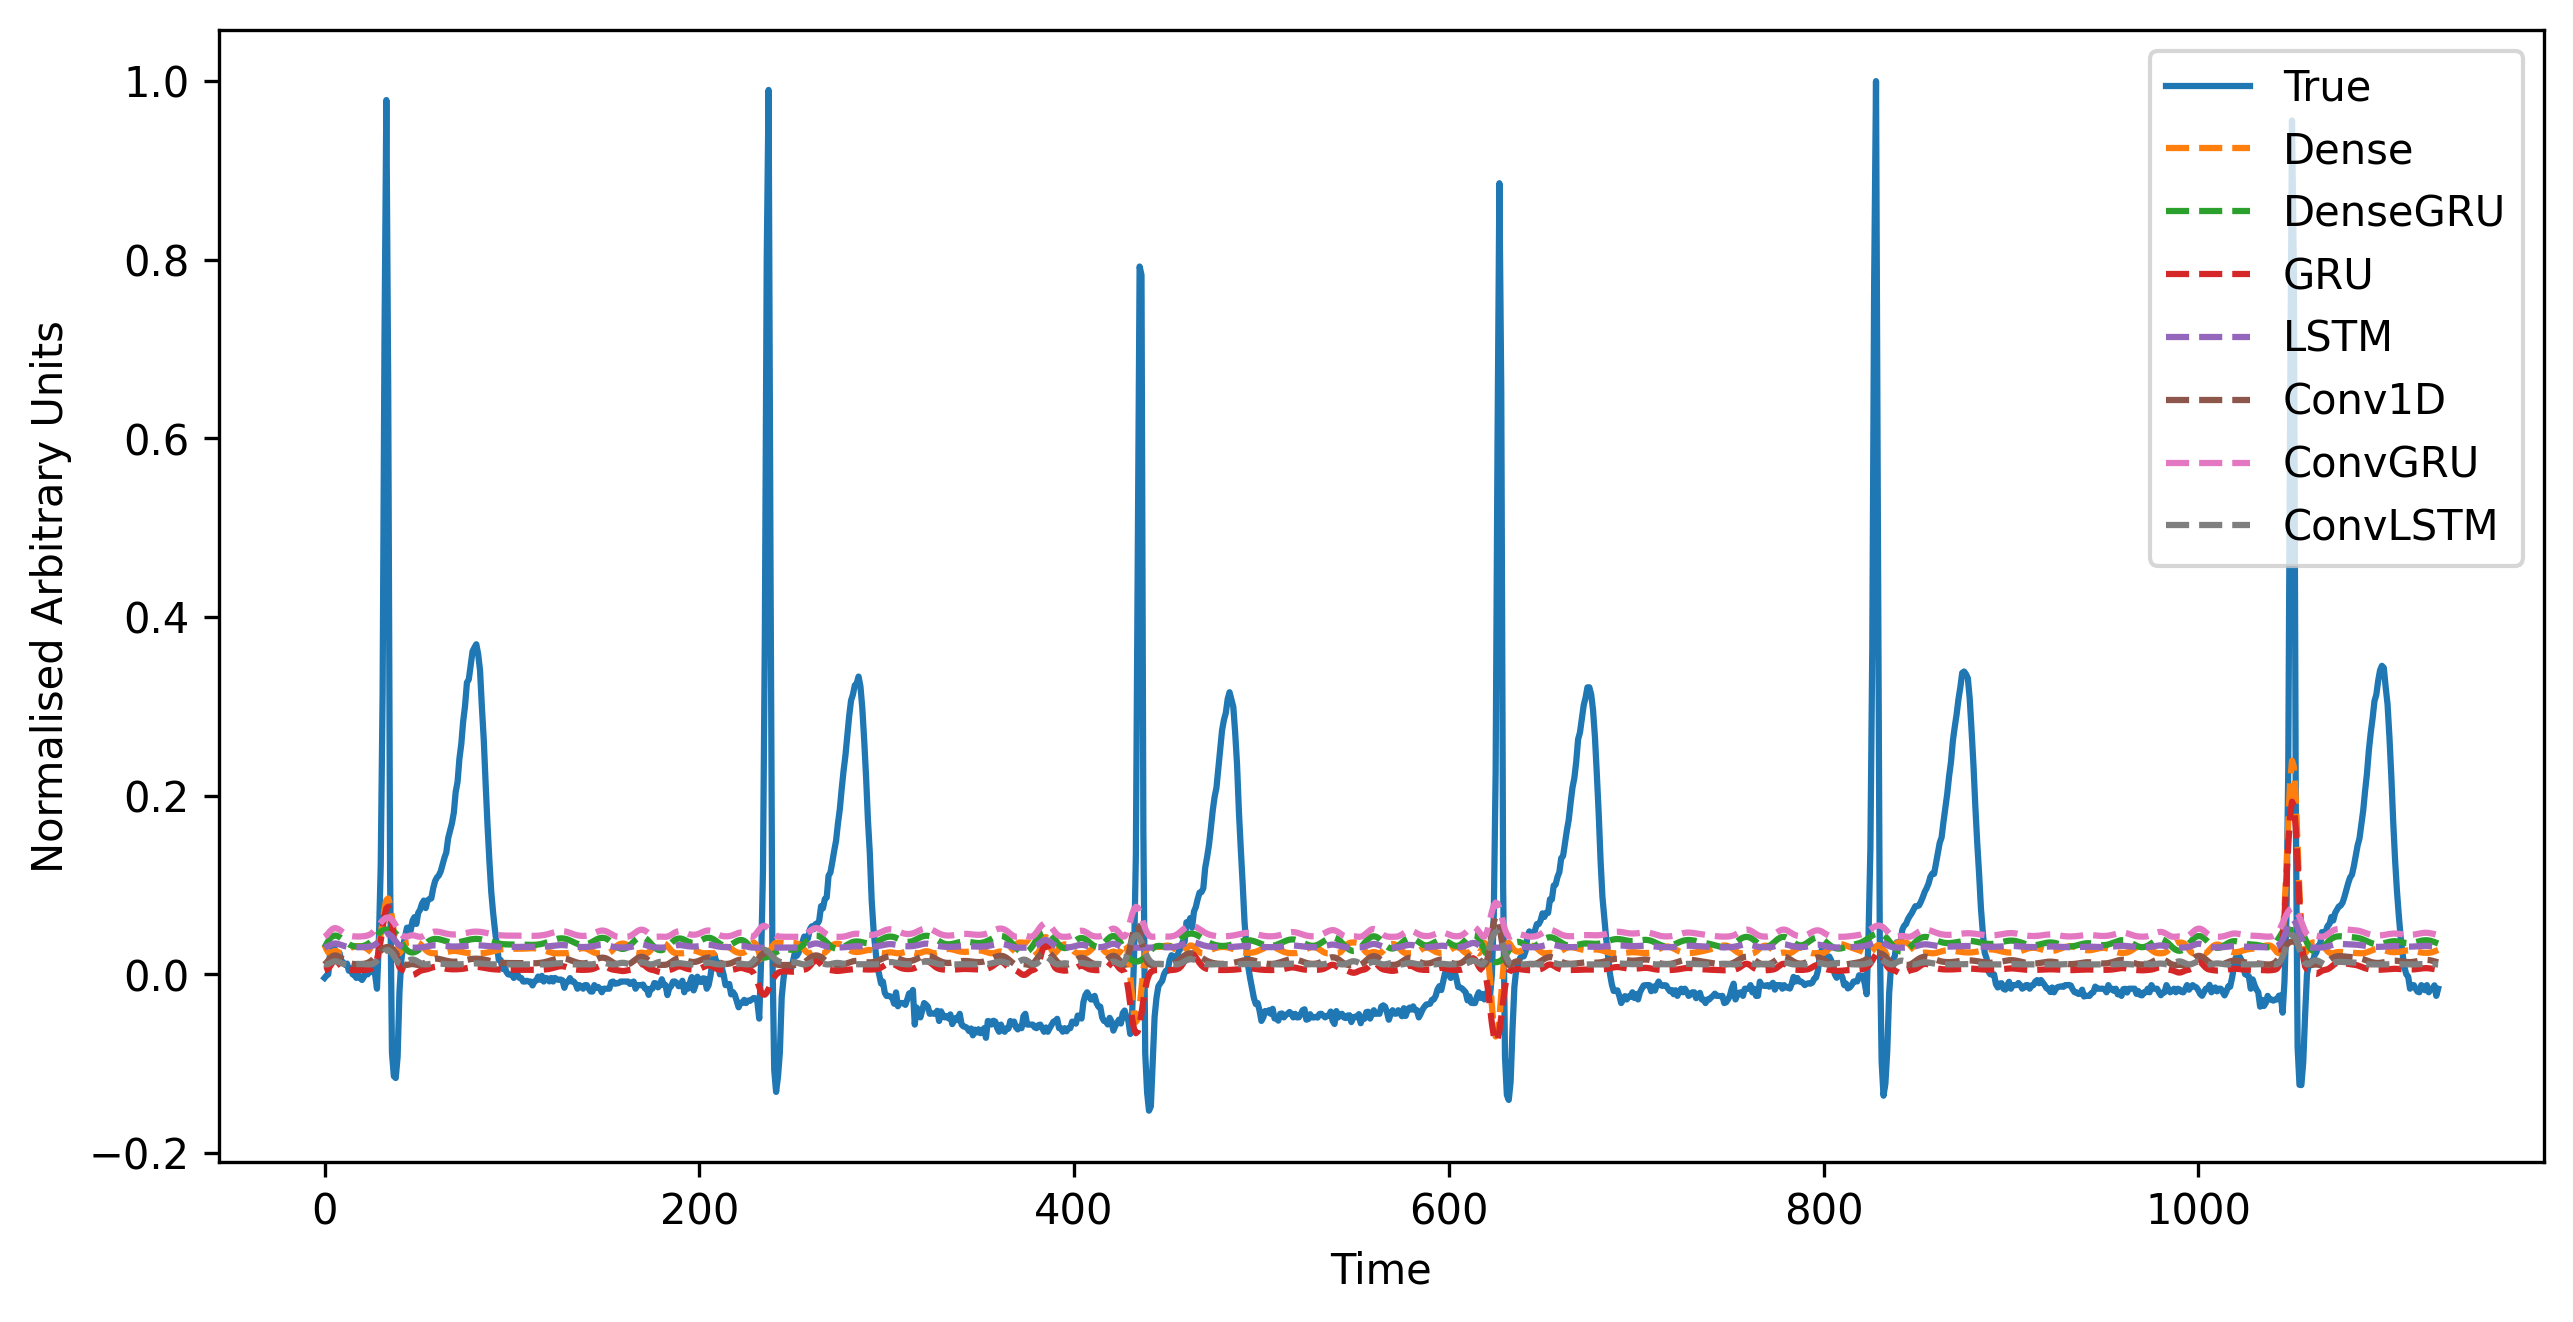 Normalised Arbitrary Units
1.0
0.8
0.6
0.4
0.2
0.0
−0.2
0 200 400 600 800 1000
Time
True
Dense
DenseGRU
GRU
LSTM
Conv1D
ConvGRU
ConvLSTM